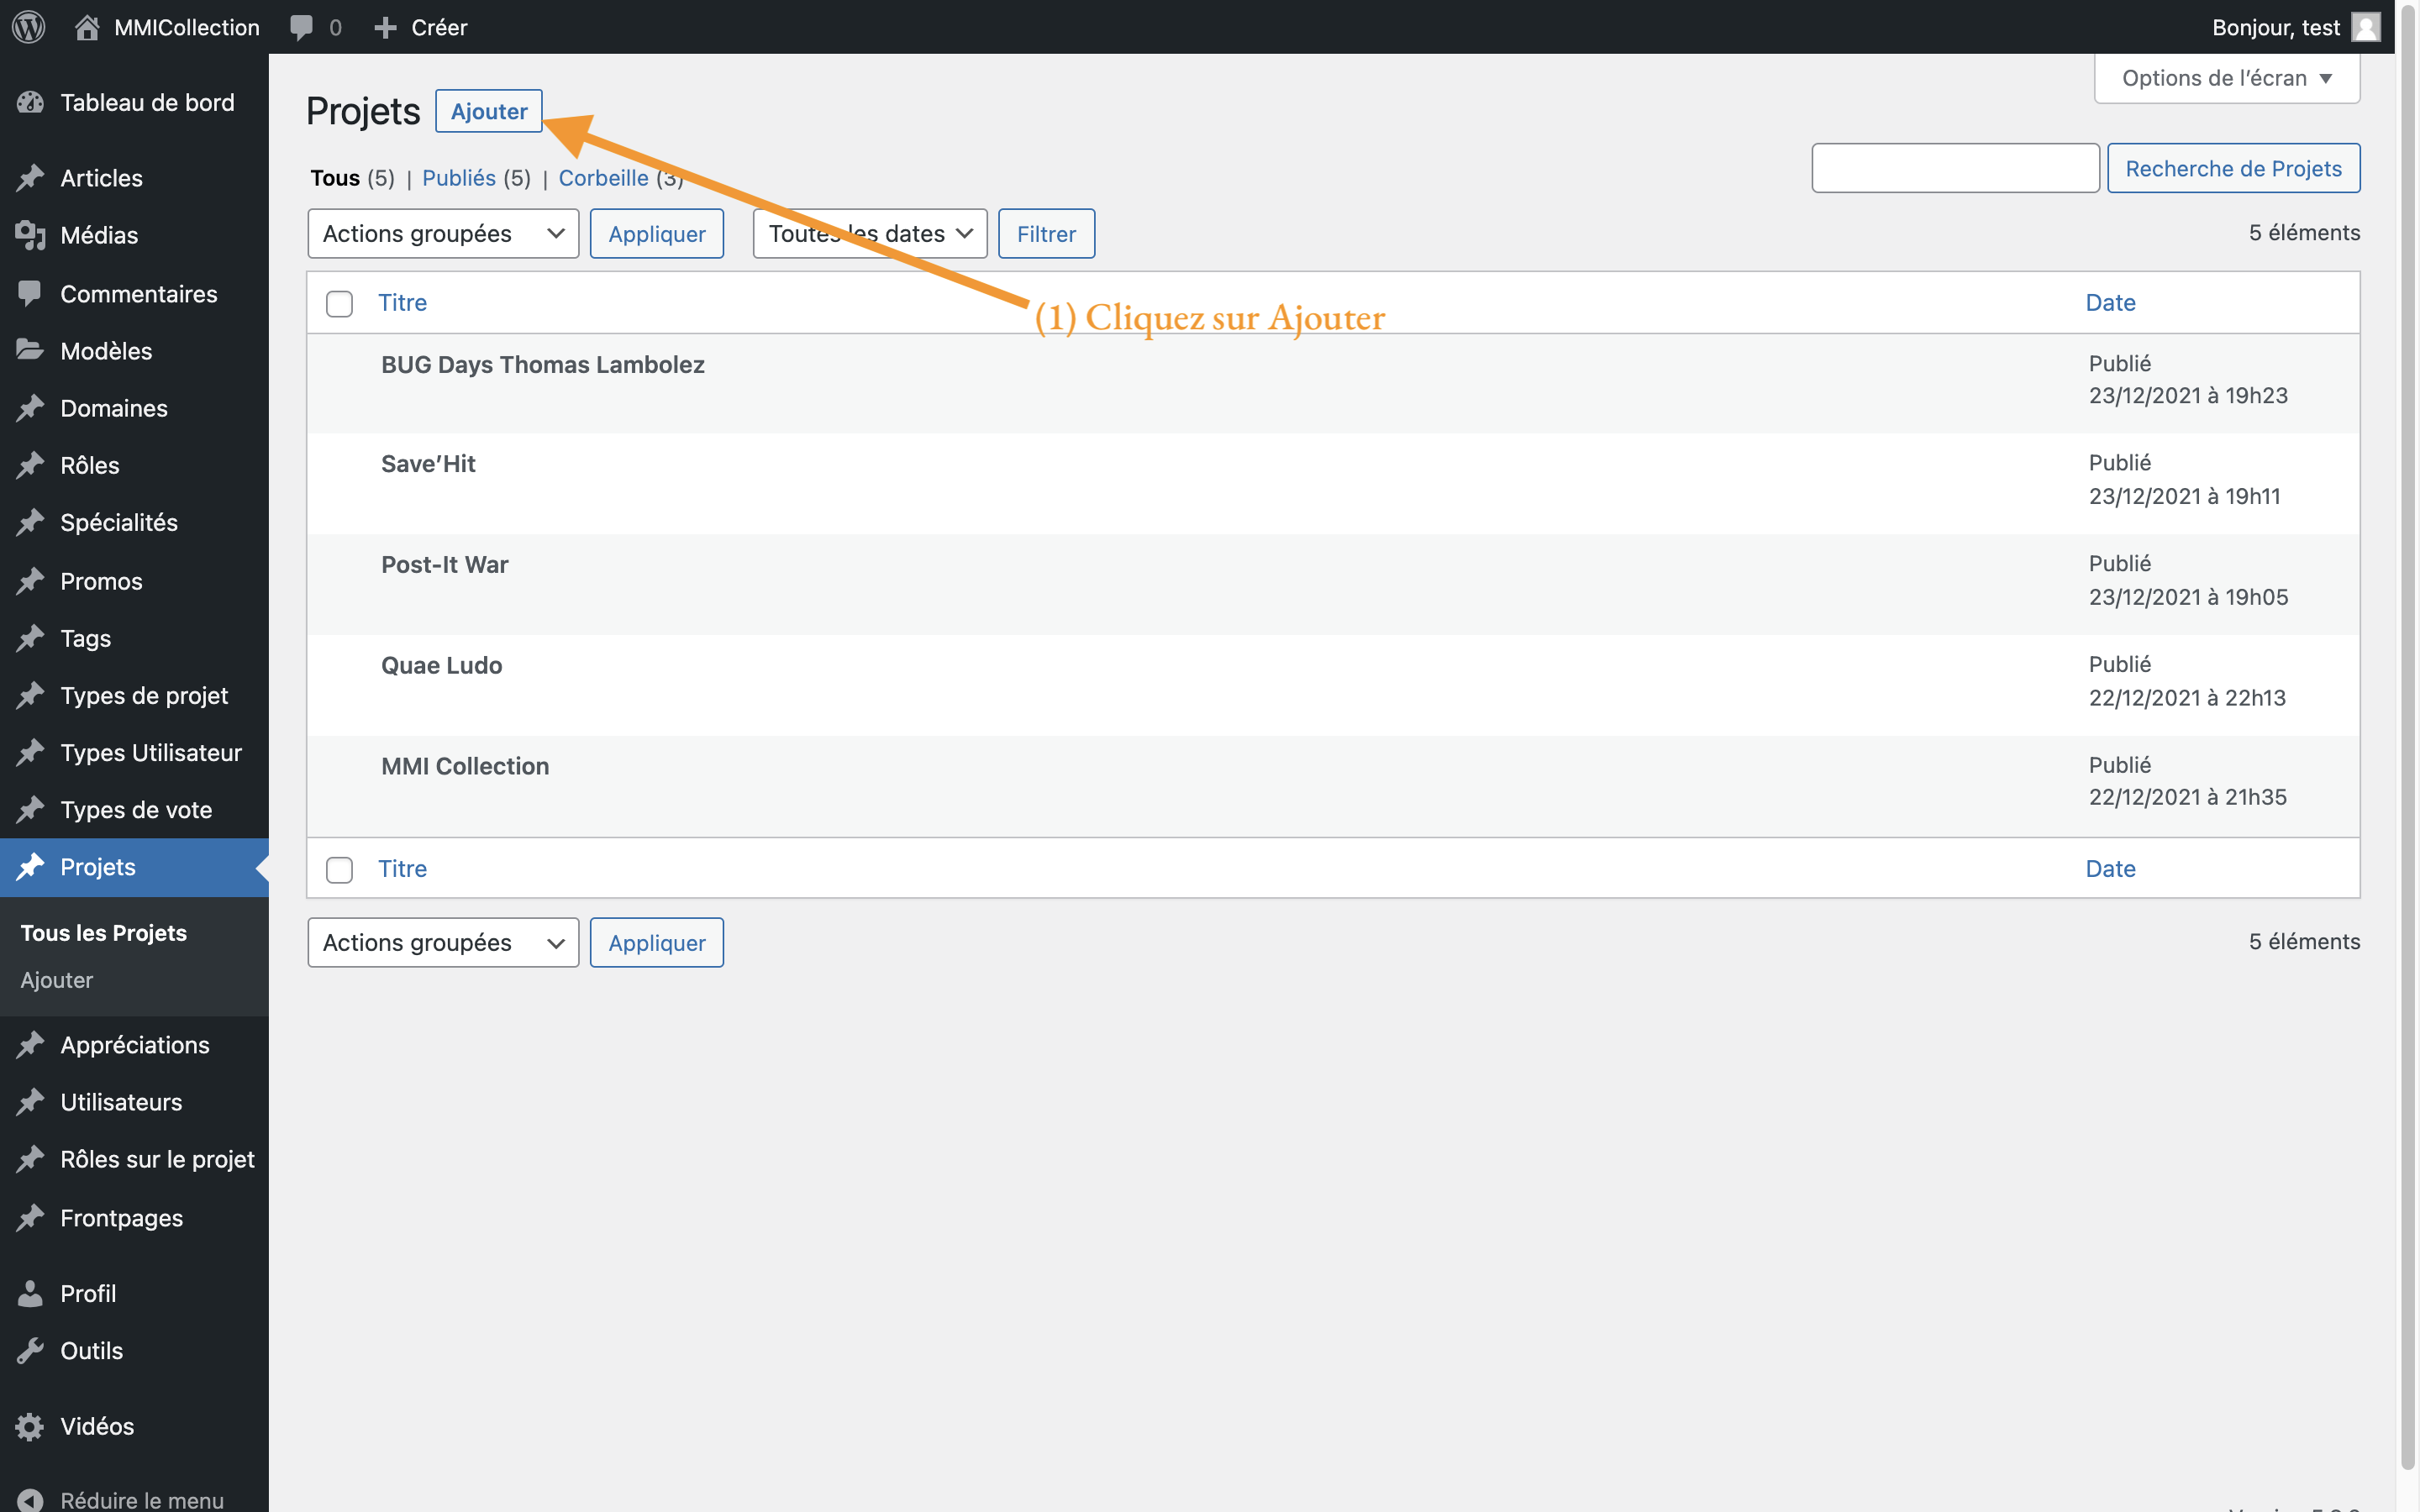 MMICollection 0 Créer Bonjour, test
Options de l'écran
Tableau de bord
Articles
Médias
Commentaires
Modèles
Domaines
Rôles
Spécialités
Promos
Tags
Types de projet
Types Utilisateur
Types de vote
Projets
Tous les Projets
Ajouter
Appréciations
Utilisateurs
Rôles sur le projet
Frontpages
Profil
Outils
Vidéos
Réduire le menu
Projets Ajouter
Tous (5) | Publiés (5) | Corbeille (3)
Recherche de Projets
Actions groupées Appliquer Toutes les dates Filtrer 5 éléments
Titre Date
(1) Cliquez sur Ajouter
BUG Days Thomas Lambolez Publié
23/12/2021 à 19h23
Save’Hit Publié
23/12/2021 à 19h11
Post-It War Publié
23/12/2021 à 19h05
Quae Ludo Publié
22/12/2021 à 22h13
MMI Collection Publié
22/12/2021 à 21h35
Titre Date
Actions groupées Appliquer 5 éléments